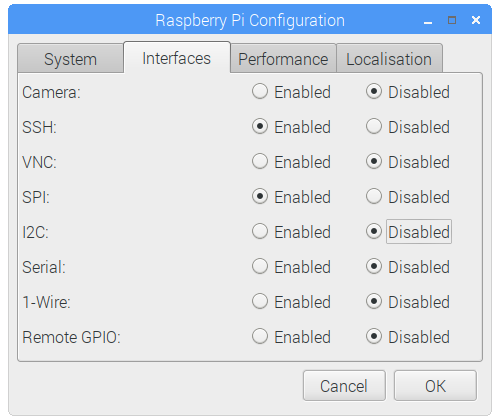 Raspberry Pi Configuration
System Interfaces Performance Localisation
Camera: Enabled Disabled
SSH: Enabled Disabled
VNC: Enabled Disabled
SPI: Enabled Disabled
I2C: Enabled Disabled
Serial: Enabled Disabled
1-Wire: Enabled Disabled
Remote GPIO: Enabled Disabled
Cancel OK